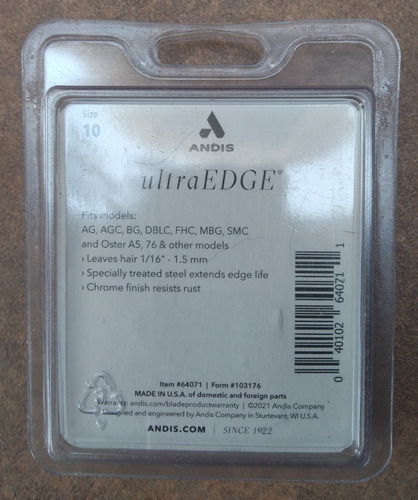 Size
10
ANDIS
ultraEDGE®
Fits models:
AG, AGC, BG, DBLC, FHC, MBG, SMC
and Oster A5, 76 & other models
› Leaves hair 1/16" - 1.5 mm
› Specially treated steel extends edge life
› Chrome finish resists rust
0 40102 64071 1
Item #64071 | Form #103176
MADE IN U.S.A. of domestic and foreign parts
Warranty: andis.com/bladeproductwarranty | ©2021 Andis Company
Designed and engineered by Andis Company in Sturtevant, WI U.S.A.
ANDIS.COM | SINCE 1922